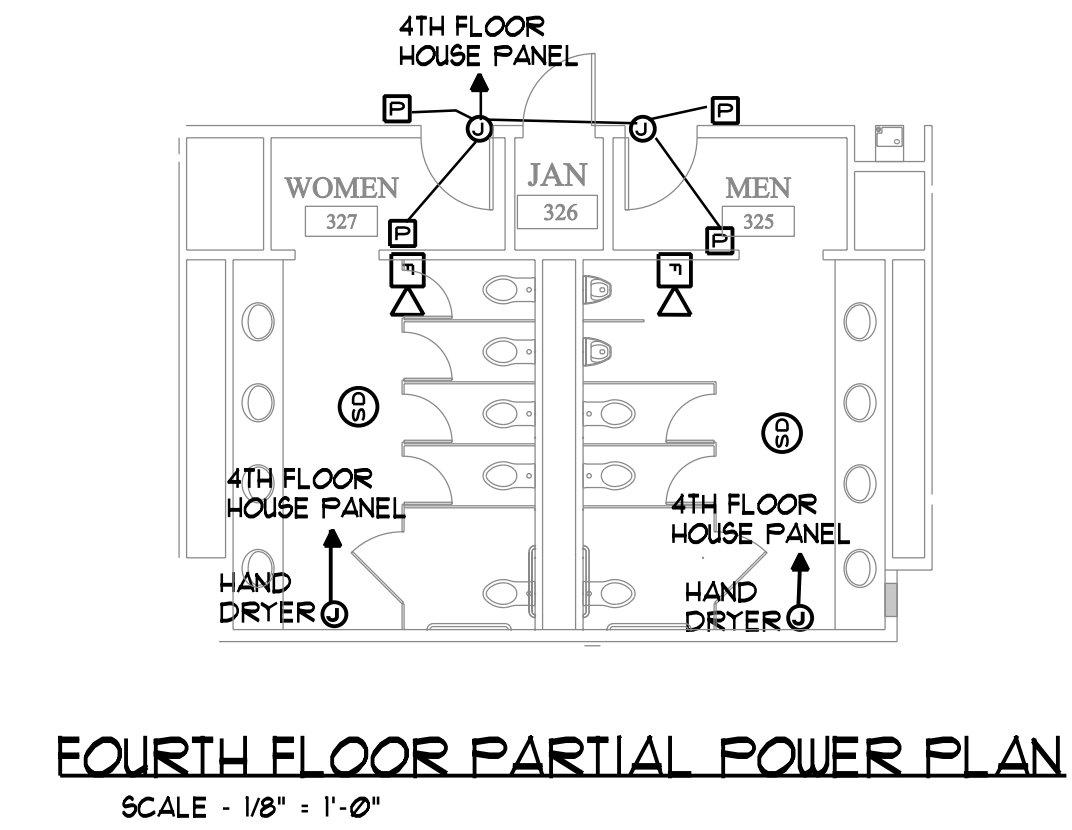 4TH FLOOR
HOUSE PANEL
P
P
J
J
WOMEN
327
JAN
326
MEN
325
P
P
F
F
SD
SD
4TH FLOOR
HOUSE PANEL
4TH FLOOR
HOUSE PANEL
HAND
DRYER J
HAND
DRYER J
FOURTH FLOOR PARTIAL POWER PLAN
SCALE - 1/8" = 1'-0"